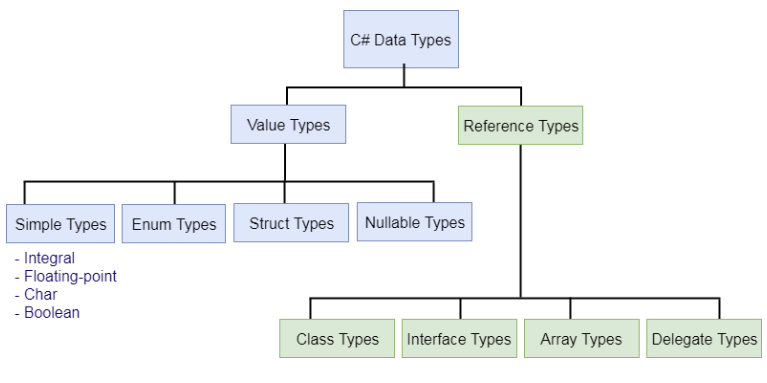 C# Data Types
Value Types
Reference Types
Simple Types
Enum Types
Struct Types
Nullable Types
- Integral
- Floating-point
- Char
- Boolean
Class Types
Interface Types
Array Types
Delegate Types